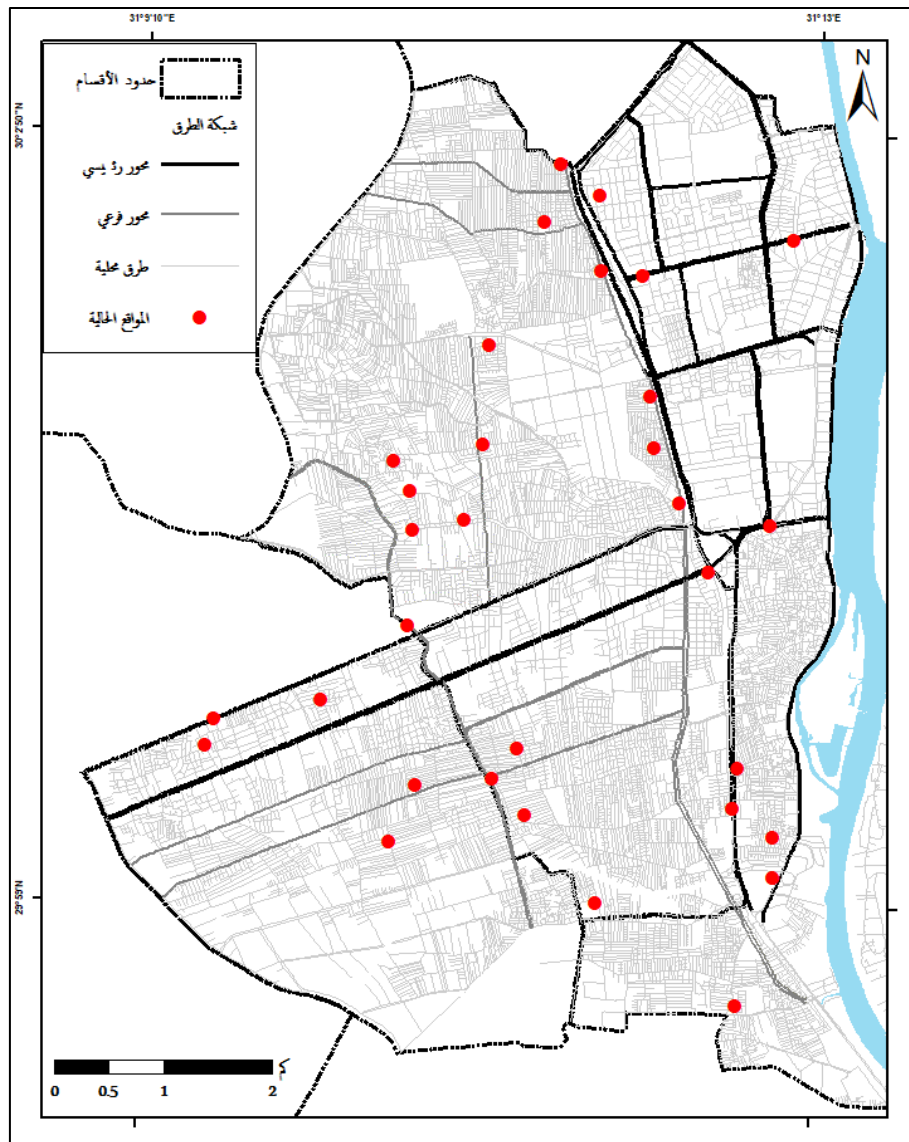 31°9'10"E
31°13'E
30°2'50"N
29°59'N
N
حدود الأقسام
شبكة الطرق
محور رئيسي
محور فرعي
طرق محلية
المواقع الحالية
0 0.5 1 2 كم